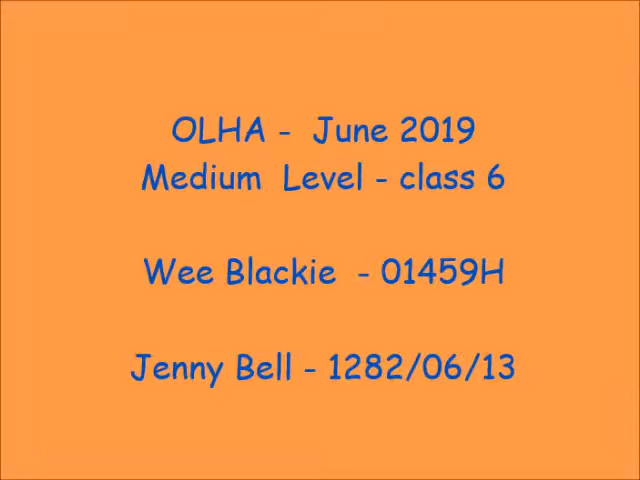 OLHA - June 2019
Medium Level - class 6
Wee Blackie - 01459H
Jenny Bell - 1282/06/13